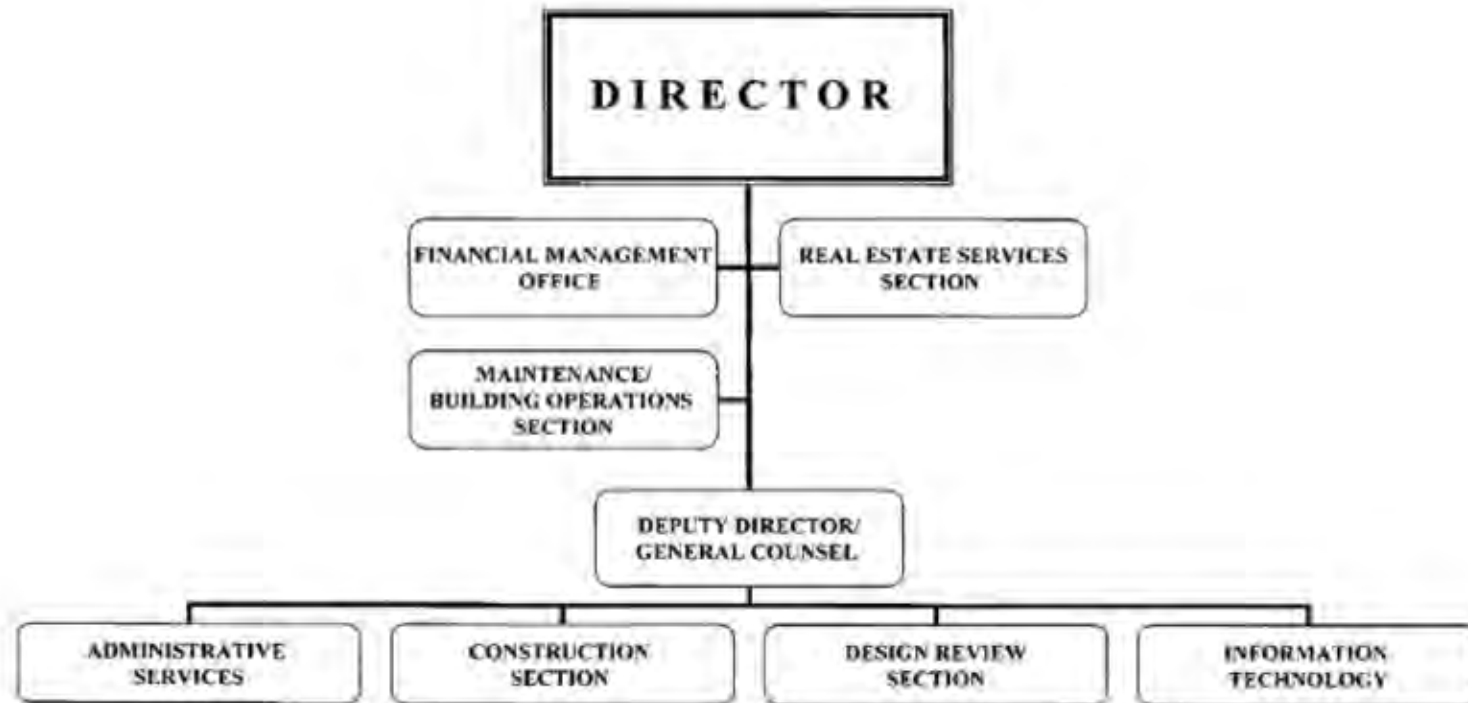 DIRECTOR
FINANCIAL MANAGEMENT
OFFICE
REAL ESTATE SERVICES
SECTION
MAINTENANCE/
BUILDING OPERATIONS
SECTION
DEPUTY DIRECTOR/
GENERAL COUNSEL
ADMINISTRATIVE
SERVICES
CONSTRUCTION
SECTION
DESIGN REVIEW
SECTION
INFORMATION
TECHNOLOGY